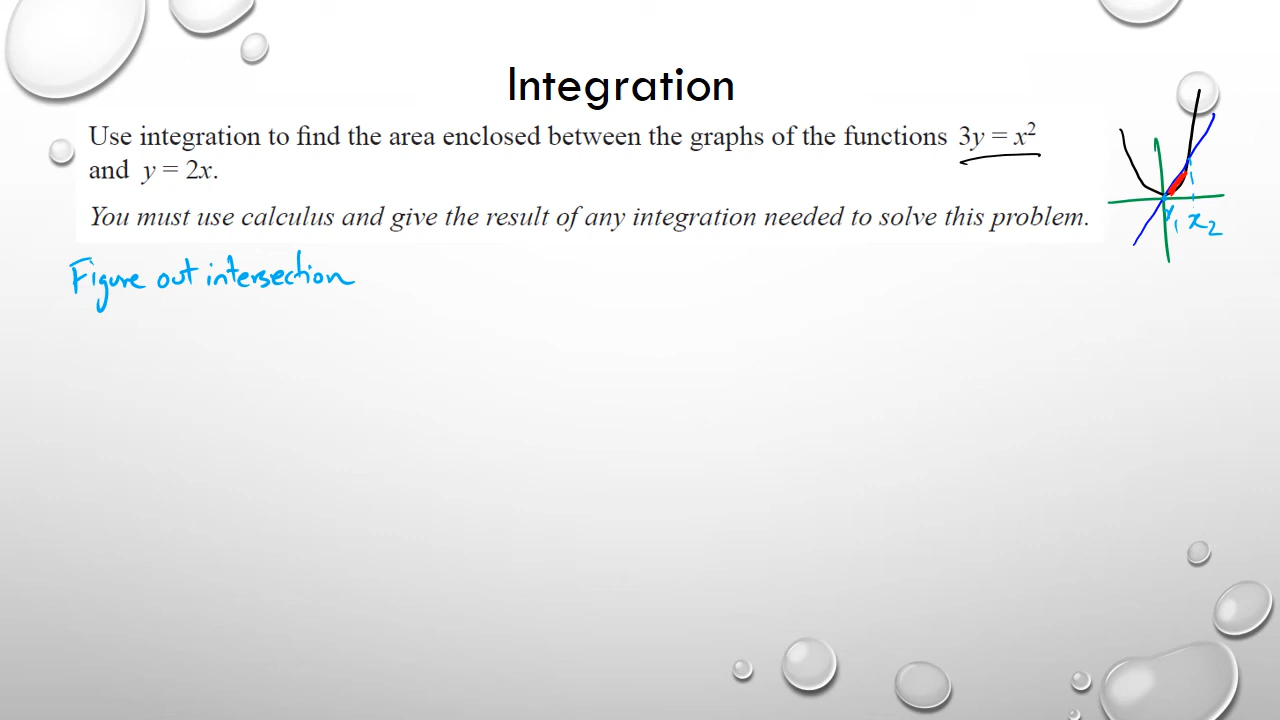 Integration
Use integration to find the area enclosed between the graphs of the functions 3y = x²
and y = 2x.
You must use calculus and give the result of any integration needed to solve this problem.
x₁ x₂
Figure out intersection